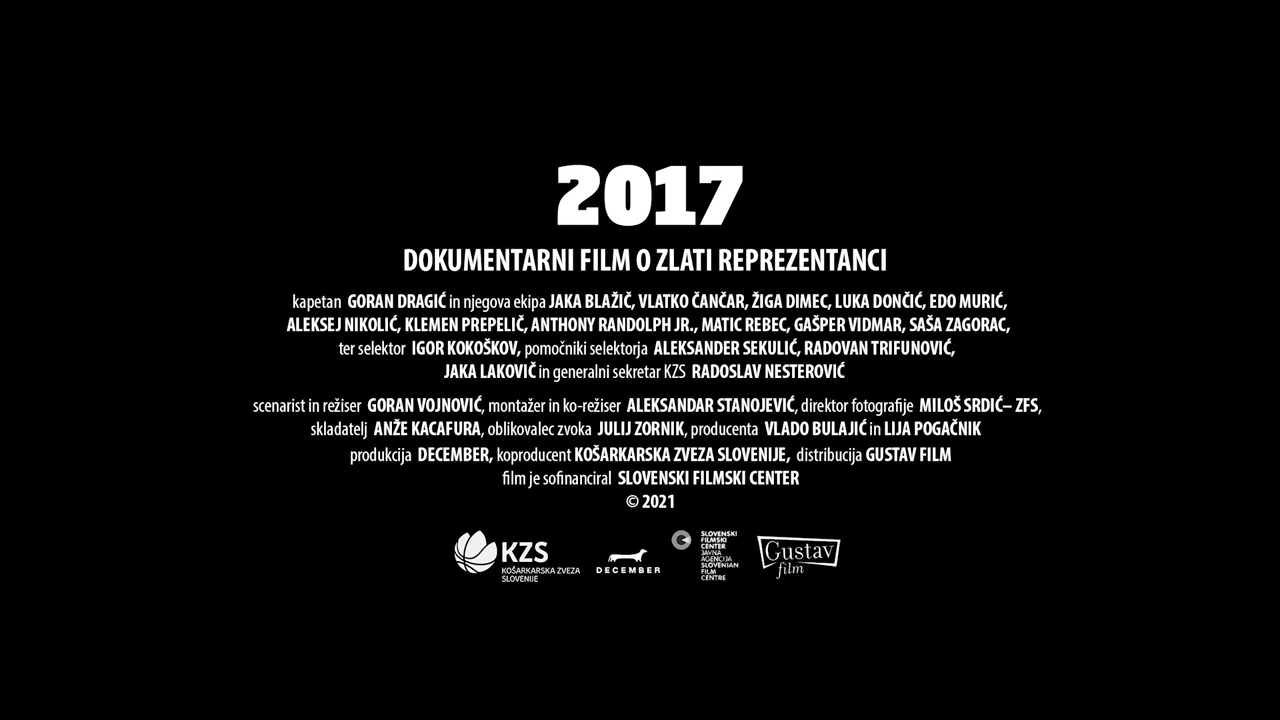 2017
DOKUMENTARNI FILM O ZLATI REPREZENTANCI
kapetan GORAN DRAGIĆ in njegova ekipa JAKA BLAŽIČ, VLATKO ČANČAR, ŽIGA DIMEC, LUKA DONČIĆ, EDO MURIĆ,
ALEKSEJ NIKOLIĆ, KLEMEN PREPELIČ, ANTHONY RANDOLPH JR., MATIC REBEC, GAŠPER VIDMAR, SAŠA ZAGORAC,
ter selektor IGOR KOKOŠKOV, pomočniki selektorja ALEKSANDER SEKULIĆ, RADOVAN TRIFUNOVIĆ,
JAKA LAKOVIČ in generalni sekretar KZS RADOSLAV NESTEROVIĆ
scenarist in režiser GORAN VOJNOVIĆ, montažer in ko-režiser ALEKSANDAR STANOJEVIĆ, direktor fotografije MILOŠ SRDIĆ– ZFS,
skladatelj ANŽE KACAFURA, oblikovalec zvoka JULIJ ZORNIK, producenta VLADO BULAJIĆ in LIJA POGAČNIK
produkcija DECEMBER, koproducent KOŠARKARSKA ZVEZA SLOVENIJE, distribucija GUSTAV FILM
film je sofinanciral SLOVENSKI FILMSKI CENTER
© 2021
KZS
KOŠARKARSKA ZVEZA
SLOVENIJE
DECEMBER
SLOVENSKI
FILMSKI
CENTER
JAVNA
AGENCIJA
SLOVENIAN
FILM
CENTRE
Gustav
film